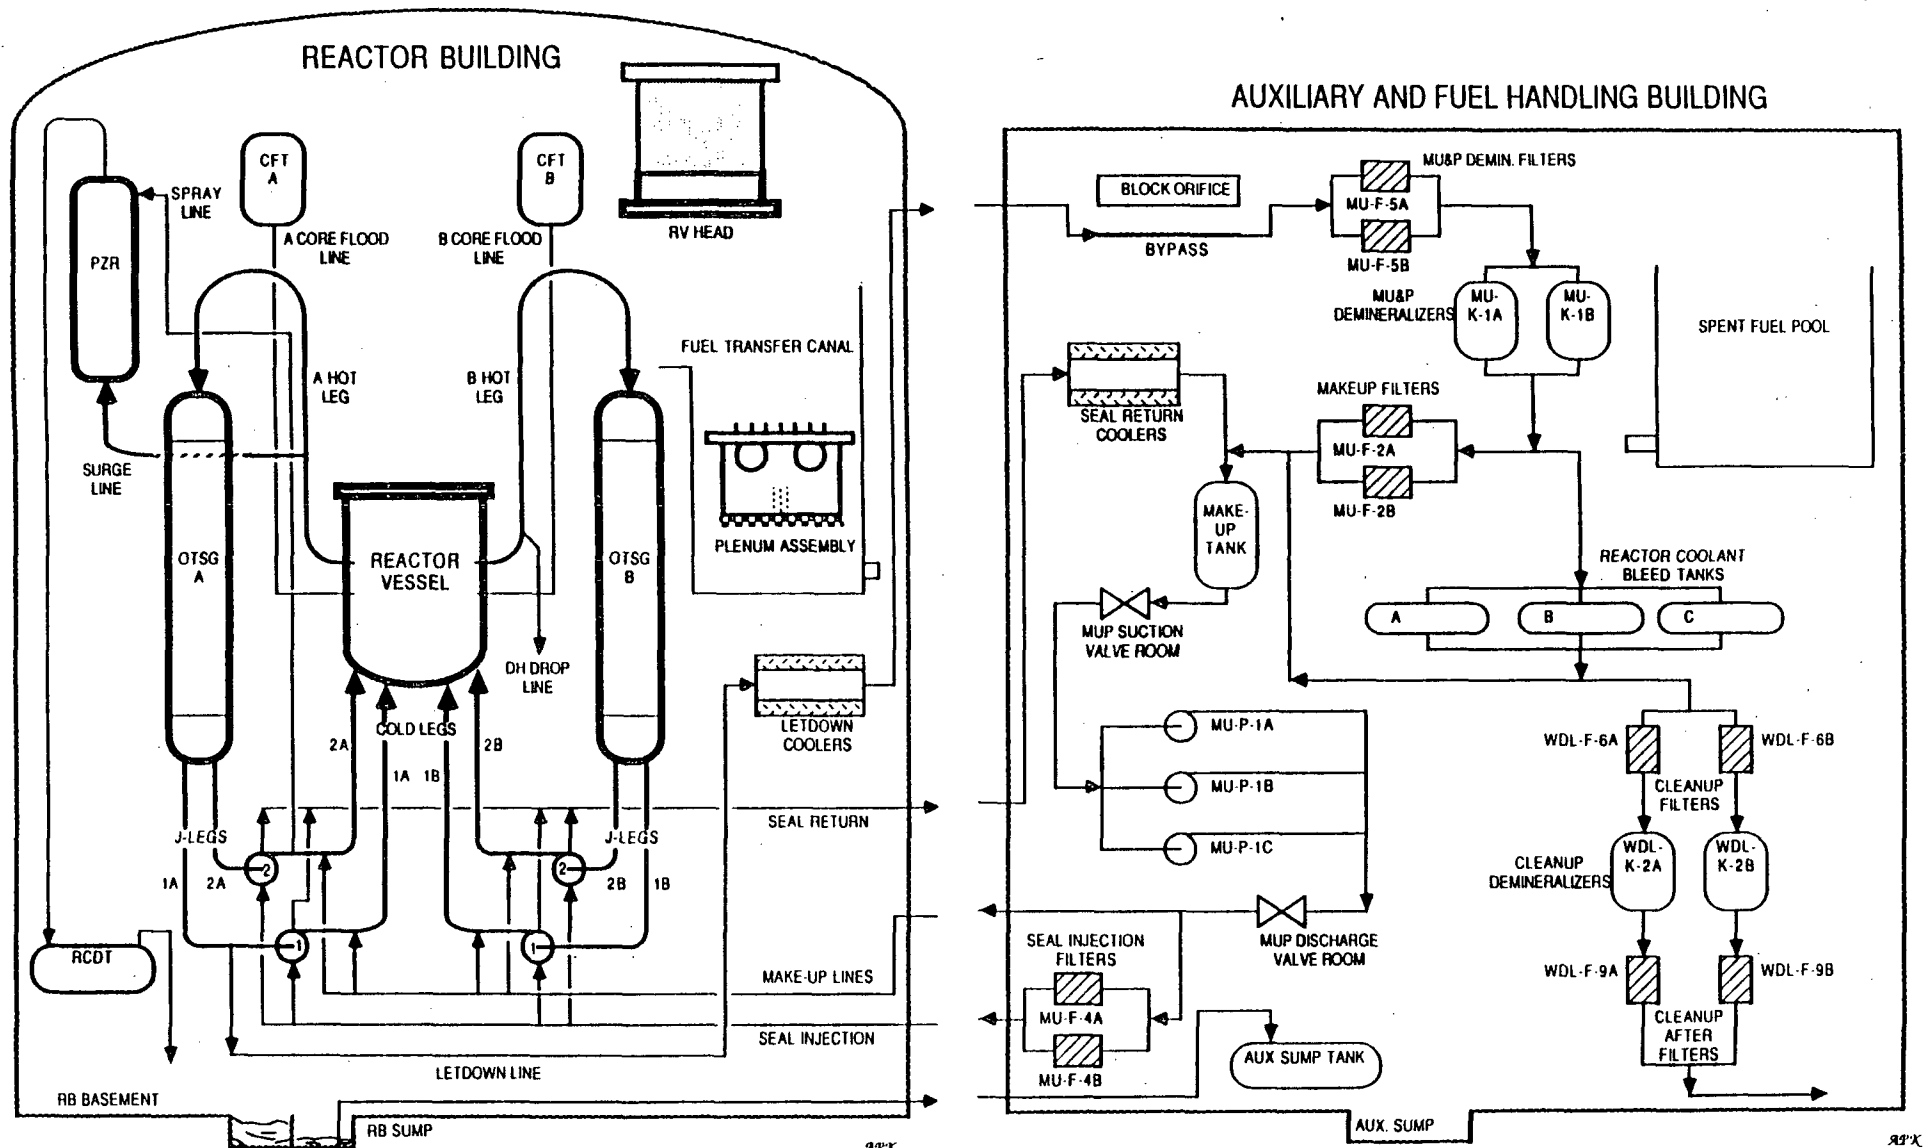 REACTOR BUILDING
AUXILIARY AND FUEL HANDLING BUILDING
CFT
A
CFT
B
SPRAY
LINE
PZR
A CORE FLOOD
LINE
B CORE FLOOD
LINE
RV HEAD
A HOT
LEG
B HOT
LEG
FUEL TRANSFER CANAL
SURGE
LINE
OTSG
A
REACTOR
VESSEL
OTSG
B
PLENUM ASSEMBLY
DH DROP
LINE
COLD LEGS
2A
2B
1A
1B
LETDOWN
COOLERS
SEAL RETURN
J-LEGS
J-LEGS
2
2
1A
2A
2B
1B
1
1
RCDT
MAKE-UP LINES
SEAL INJECTION
LETDOWN LINE
RB BASEMENT
RB SUMP
BLOCK ORIFICE
BYPASS
MU&P DEMIN. FILTERS
MU-F-5A
MU-F-5B
MU&P
DEMINERALIZERS
MU-
K-1A
MU-
K-1B
SPENT FUEL POOL
SEAL RETURN
COOLERS
MAKEUP FILTERS
MU-F-2A
MU-F-2B
MAKE-
UP
TANK
REACTOR COOLANT
BLEED TANKS
A
B
C
MUP SUCTION
VALVE ROOM
MU-P-1A
MU-P-1B
MU-P-1C
WDL-F-6A
WDL-F-6B
CLEANUP
FILTERS
CLEANUP
DEMINERALIZERS
WDL-
K-2A
WDL-
K-2B
MUP DISCHARGE
VALVE ROOM
SEAL INJECTION
FILTERS
MU-F-4A
MU-F-4B
WDL-F-9A
WDL-F-9B
CLEANUP
AFTER
FILTERS
AUX SUMP TANK
AUX. SUMP